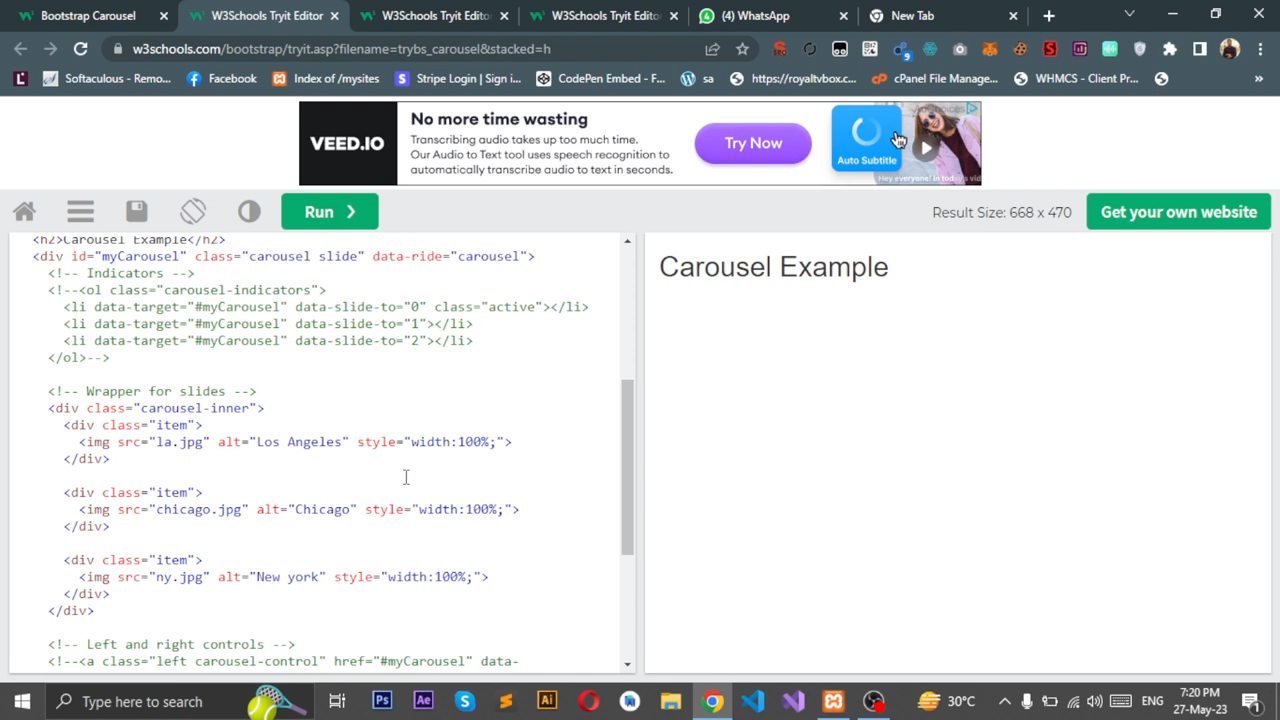 Bootstrap Carousel
W3Schools Tryit Editor
W3Schools Tryit Editor
W3Schools Tryit Editor
(4) WhatsApp
New Tab
w3schools.com/bootstrap/tryit.asp?filename=trybs_carousel&stacked=h
9
Softaculous - Remo...
Facebook
Index of /mysites
Stripe Login | Sign i...
CodePen Embed - F...
sa
https://royaltvbox.c...
cPanel File Manage...
WHMCS - Client Pr...
VEED.IO
No more time wasting
Transcribing audio takes up too much time.
Our Audio to Text tool uses speech recognition to
automatically transcribe audio to text in seconds.
Try Now
Auto Subtitle
Run ❯
Result Size: 668 x 470
Get your own website
<h2>Carousel Example</h2>
<div id="myCarousel" class="carousel slide" data-ride="carousel">
<!-- Indicators -->
<!--<ol class="carousel-indicators">
<li data-target="#myCarousel" data-slide-to="0" class="active"></li>
<li data-target="#myCarousel" data-slide-to="1"></li>
<li data-target="#myCarousel" data-slide-to="2"></li>
</ol>-->
<!-- Wrapper for slides -->
<div class="carousel-inner">
<div class="item">
<img src="la.jpg" alt="Los Angeles" style="width:100%;">
</div>
<div class="item">
<img src="chicago.jpg" alt="Chicago" style="width:100%;">
</div>
<div class="item">
<img src="ny.jpg" alt="New york" style="width:100%;">
</div>
</div>
<!-- Left and right controls -->
<!--<a class="left carousel-control" href="#myCarousel" data-
Carousel Example
Type here to search
Ps
Ae
Ai
30°C
ENG
7:20 PM
27-May-23
1